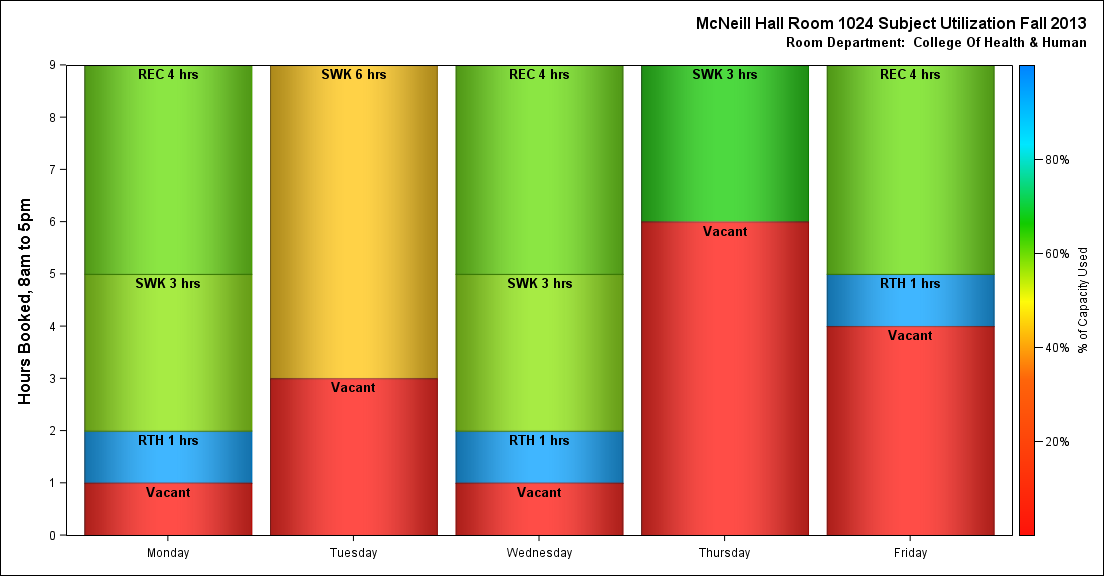 McNeill Hall Room 1024 Subject Utilization Fall 2013
Room Department:  College Of Health & Human
Hours Booked, 8am to 5pm
9
8
7
6
5
4
3
2
1
0
REC 4 hrs
SWK 3 hrs
RTH 1 hrs
Vacant
SWK 6 hrs
Vacant
REC 4 hrs
SWK 3 hrs
RTH 1 hrs
Vacant
SWK 3 hrs
Vacant
REC 4 hrs
RTH 1 hrs
Vacant
Monday
Tuesday
Wednesday
Thursday
Friday
80%
60%
40%
20%
% of Capacity Used